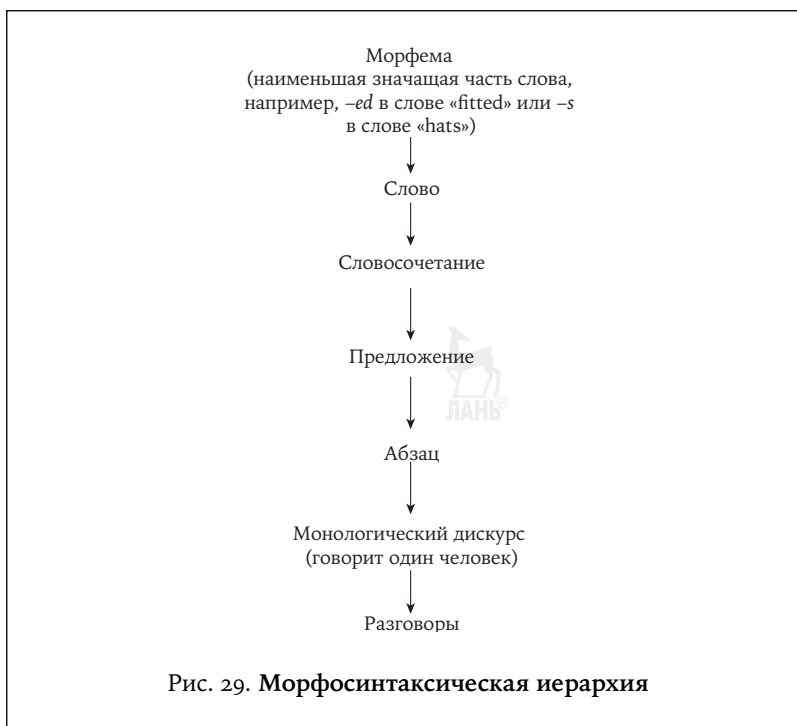 Морфема
(наименьшая значащая часть слова,
например, –ed в слове «fitted» или –s
в слове «hats»)
Слово
Словосочетание
Предложение
ЛАНЬ®
Абзац
Монологический дискурс
(говорит один человек)
Разговоры
Рис. 29. Морфосинтаксическая иерархия